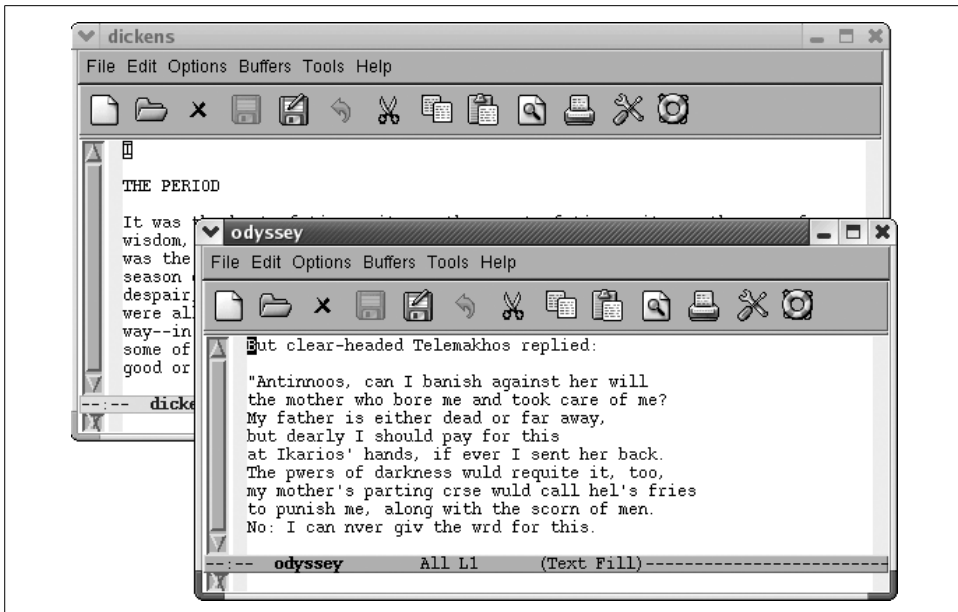 dickens
File Edit Options Buffers Tools Help
I
THE PERIOD
It was
wisdom,
was the
season
despair,
were all
way--in
some of
good or
--:-- dicke
odyssey
File Edit Options Buffers Tools Help
But clear-headed Telemakhos replied:
"Antinnoos, can I banish against her will
the mother who bore me and took care of me?
My father is either dead or far away,
but dearly I should pay for this
at Ikarios' hands, if ever I sent her back.
The pwers of darkness wuld requite it, too,
my mother's parting crse wuld call hel's fries
to punish me, along with the scorn of men.
No: I can nver giv the wrd for this.
--:-- odyssey All L1 (Text Fill)-------------------------